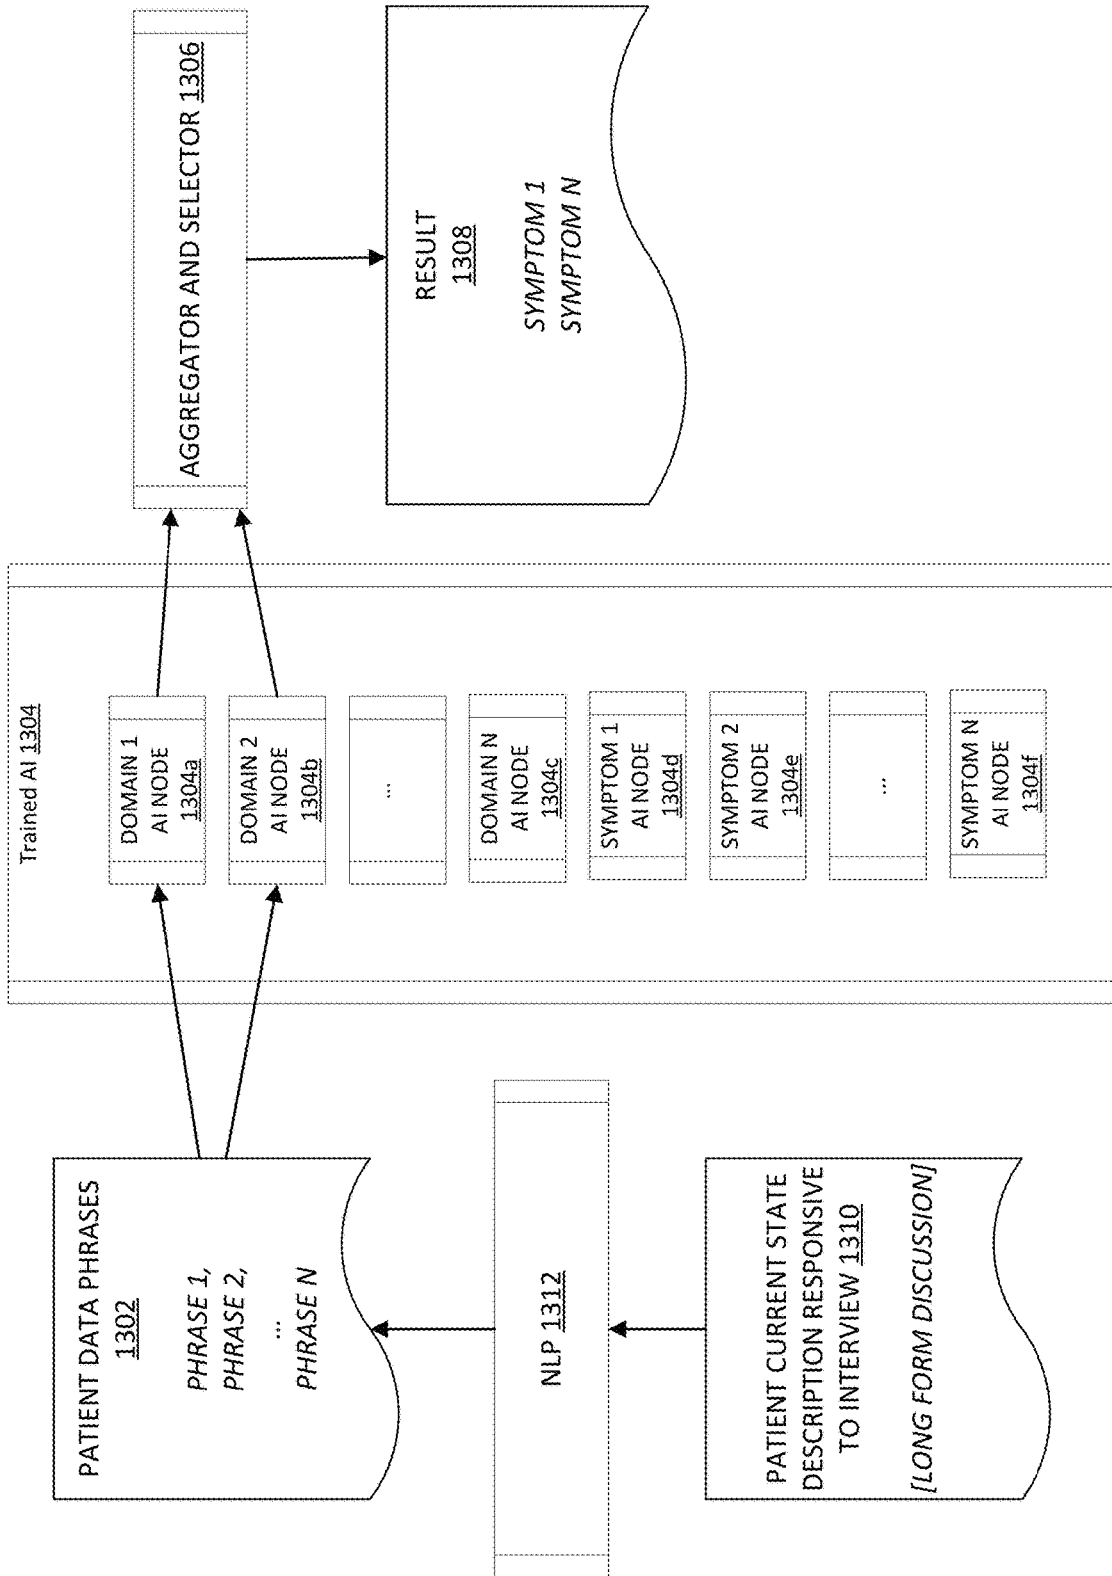 PATIENT DATA PHRASES
1302
PHRASE 1,
PHRASE 2,
...
PHRASE N
NLP 1312
PATIENT CURRENT STATE
DESCRIPTION RESPONSIVE
TO INTERVIEW 1310
[LONG FORM DISCUSSION]
Trained AI 1304
DOMAIN 1
AI NODE
1304a
DOMAIN 2
AI NODE
1304b
...
DOMAIN N
AI NODE
1304c
SYMPTOM 1
AI NODE
1304d
SYMPTOM 2
AI NODE
1304e
...
SYMPTOM N
AI NODE
1304f
AGGREGATOR AND SELECTOR 1306
RESULT
1308
SYMPTOM 1
SYMPTOM N